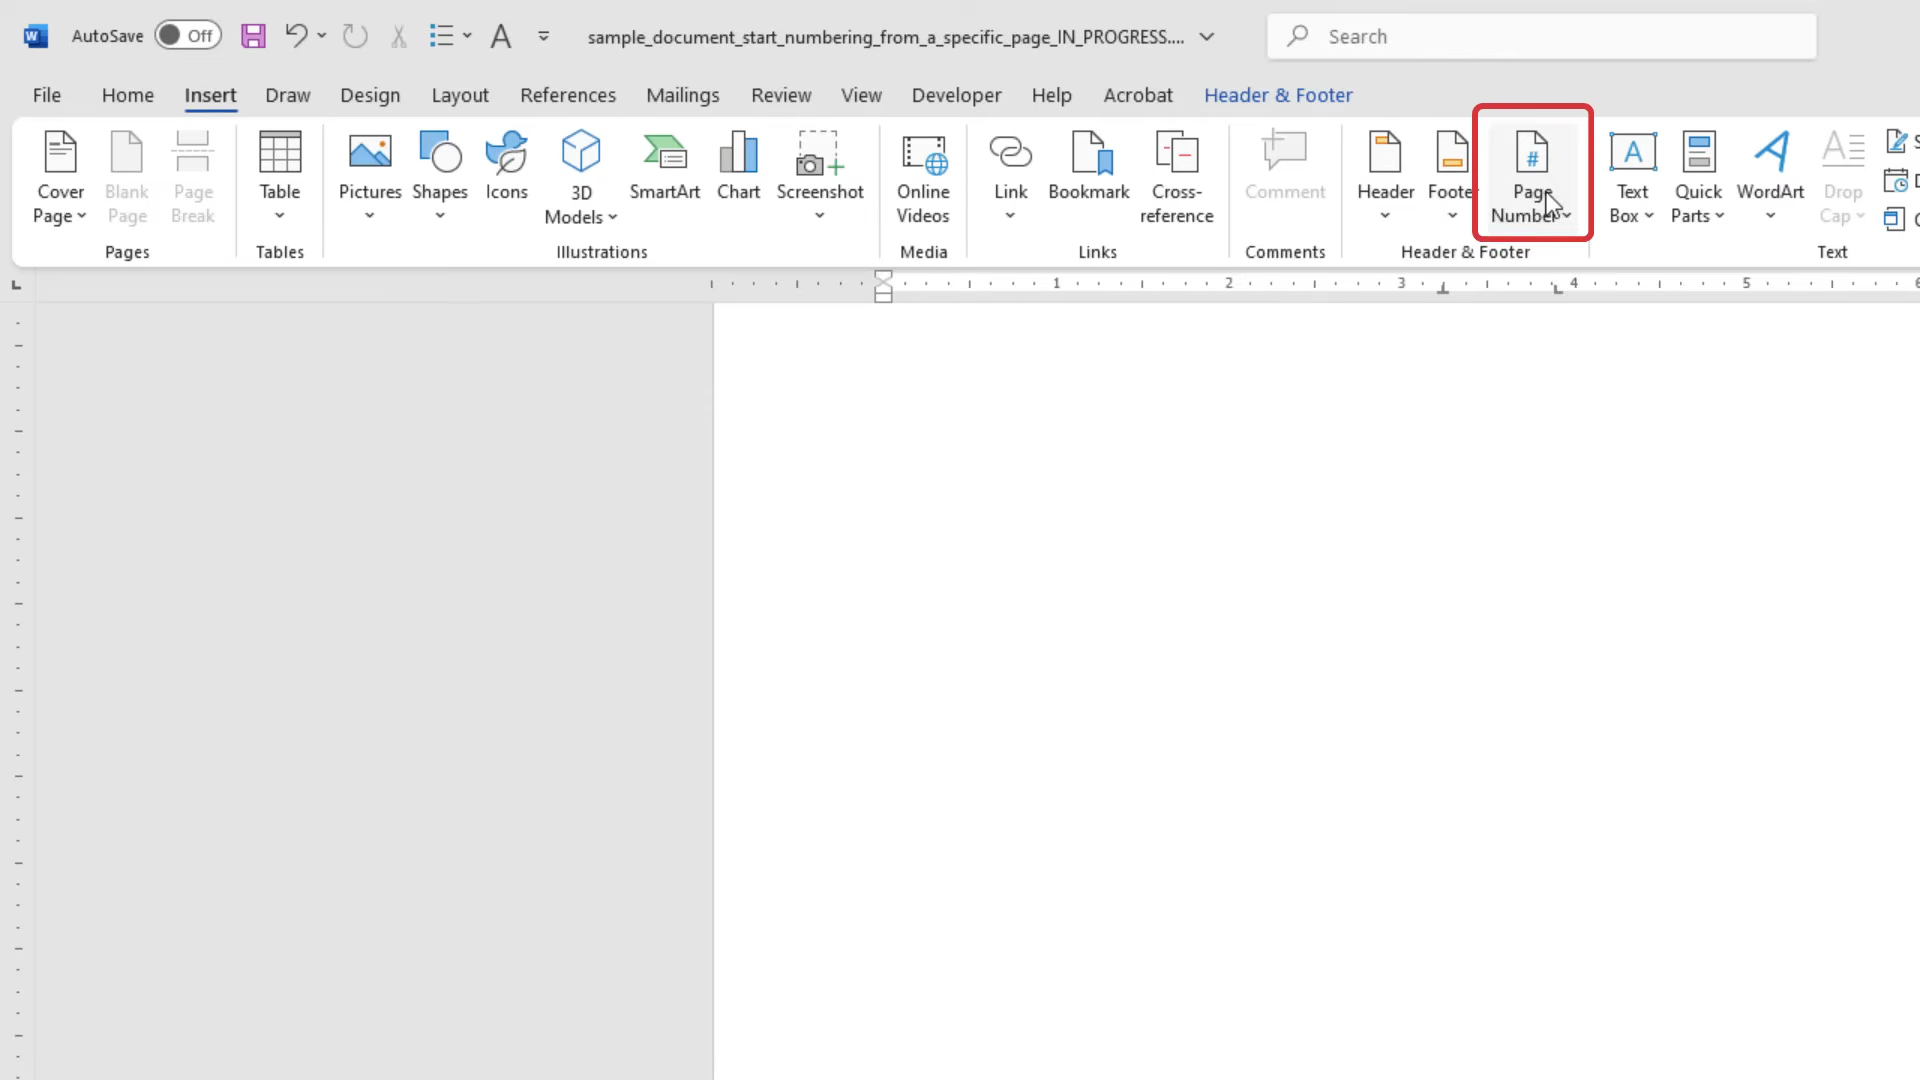 W AutoSave Off sample_document_start_numbering_from_a_specific_page_IN_PROGRESS.... Search
File Home Insert Draw Design Layout References Mailings Review View Developer Help Acrobat Header & Footer
Cover Page
Blank Page
Page Break
Pages
Table
Tables
Pictures
Shapes
Icons
3D Models
SmartArt
Chart
Screenshot
Illustrations
Online Videos
Media
Link
Bookmark
Cross-
reference
Links
Comment
Comments
Header
Footer
# Page Number
Header & Footer
A Text Box
Quick Parts
WordArt
Drop Cap
Text
1 2 3 4 5 6